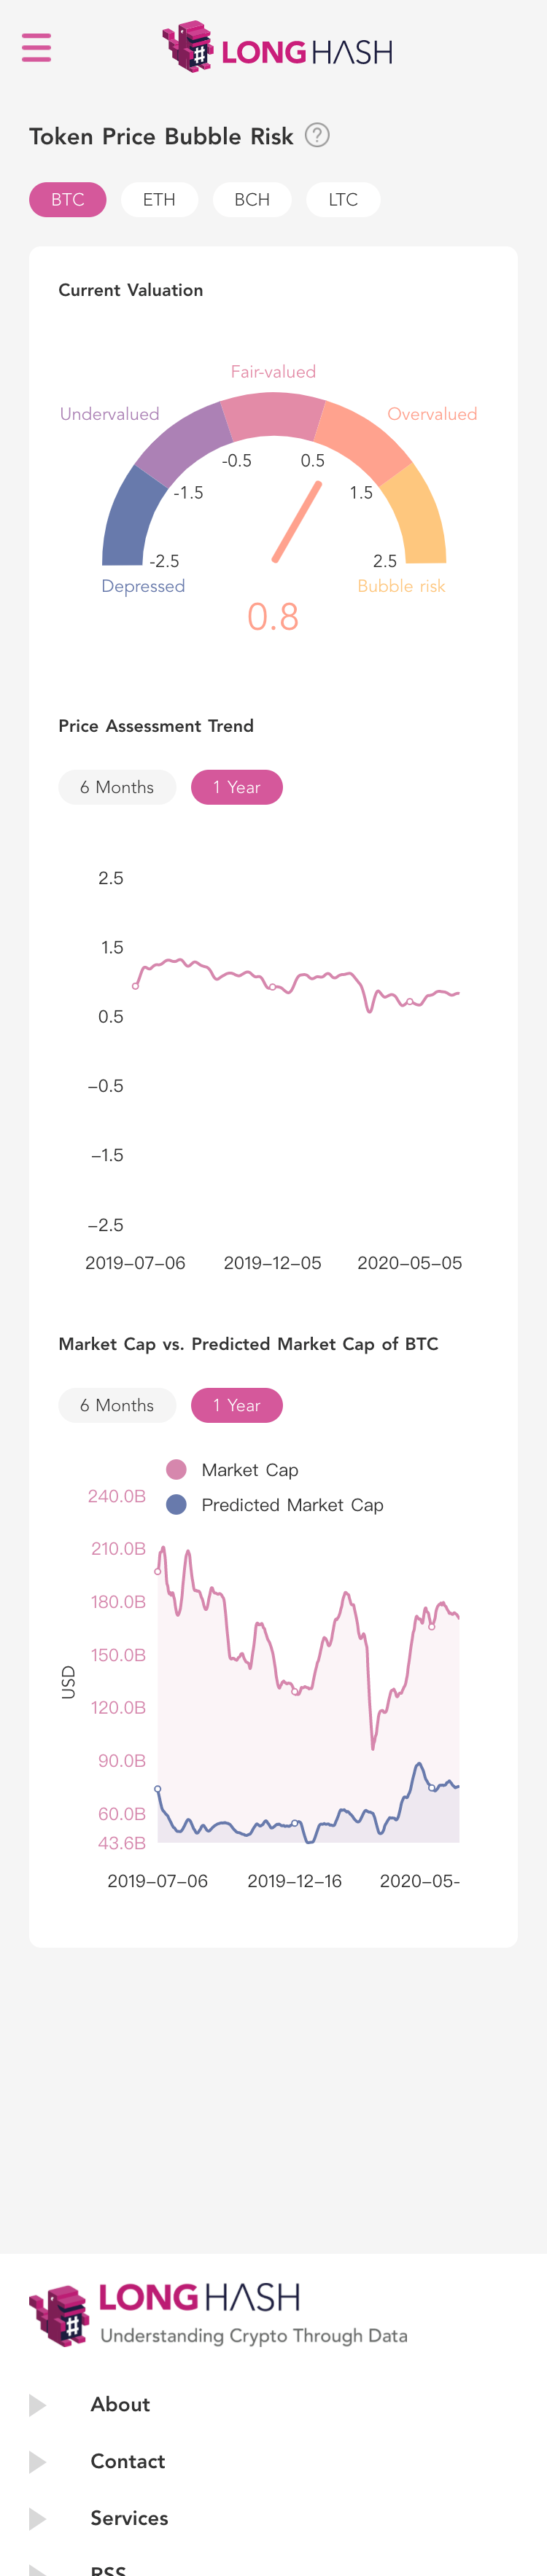 LONGHASH
Token Price Bubble Risk ?
BTC ETH BCH LTC
Current Valuation
Fair-valued
Undervalued Overvalued
-0.5 0.5
-1.5 1.5
-2.5 2.5
Depressed Bubble risk
0.8
Price Assessment Trend
6 Months 1 Year
2.5
1.5
0.5
−0.5
−1.5
−2.5
2019−07−06 2019−12−05 2020−05−05
Market Cap vs. Predicted Market Cap of BTC
6 Months 1 Year
Market Cap
Predicted Market Cap
240.0B
210.0B
180.0B
150.0B
120.0B
90.0B
60.0B
43.6B
USD
2019−07−06 2019−12−16 2020−05-
#
LONGHASH
Understanding Crypto Through Data
About
Contact
Services
RSS